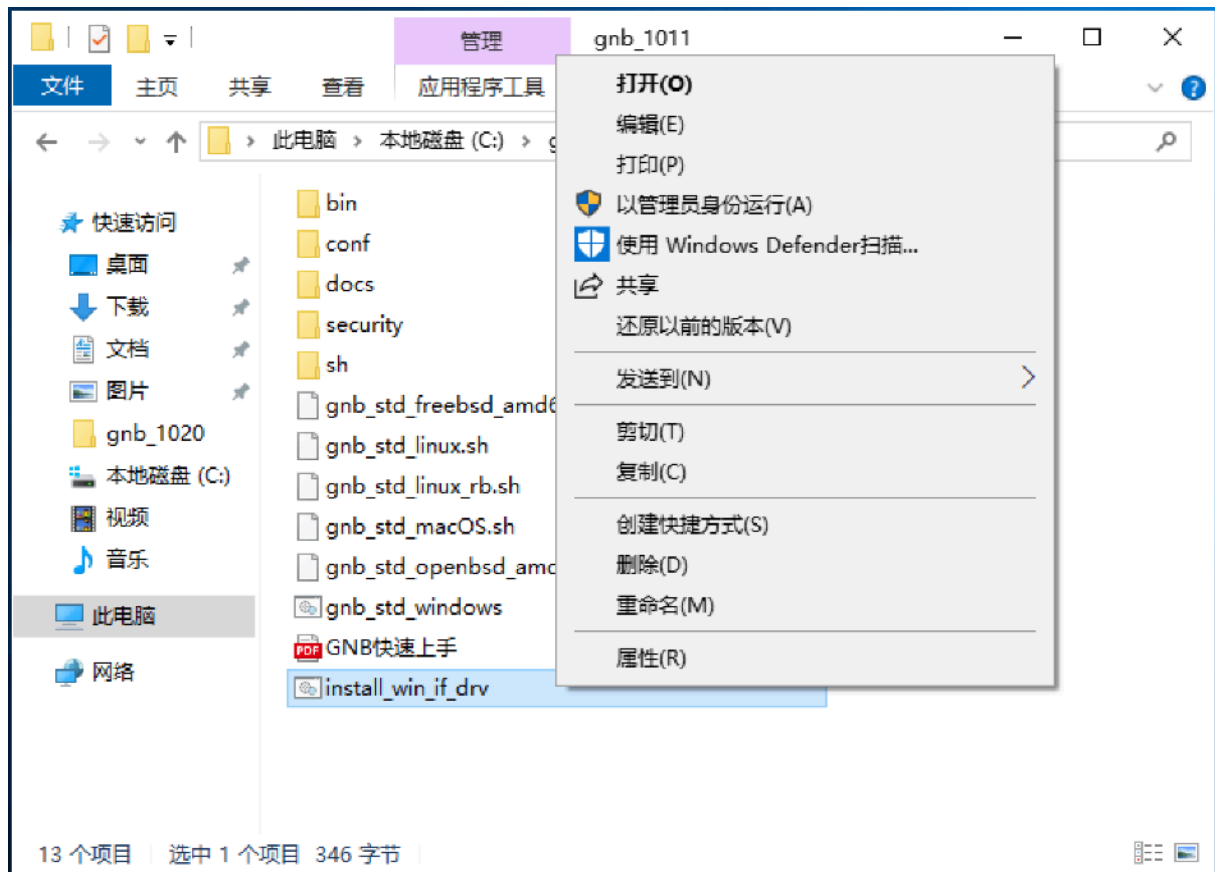 管理
gnb_1011
文件
主页
共享
查看
应用程序工具
此电脑 > 本地磁盘 (C:) >
快速访问
桌面
下载
文档
图片
gnb_1020
本地磁盘 (C:)
视频
音乐
此电脑
网络
bin
conf
docs
security
sh
gnb_std_freebsd_amd6
gnb_std_linux.sh
gnb_std_linux_rb.sh
gnb_std_macOS.sh
gnb_std_openbsd_amd
gnb_std_windows
PDF GNB快速上手
install_win_if_drv
打开(O)
编辑(E)
打印(P)
以管理员身份运行(A)
使用 Windows Defender扫描...
共享
还原以前的版本(V)
发送到(N)
剪切(T)
复制(C)
创建快捷方式(S)
删除(D)
重命名(M)
属性(R)
13 个项目
选中 1 个项目 346 字节